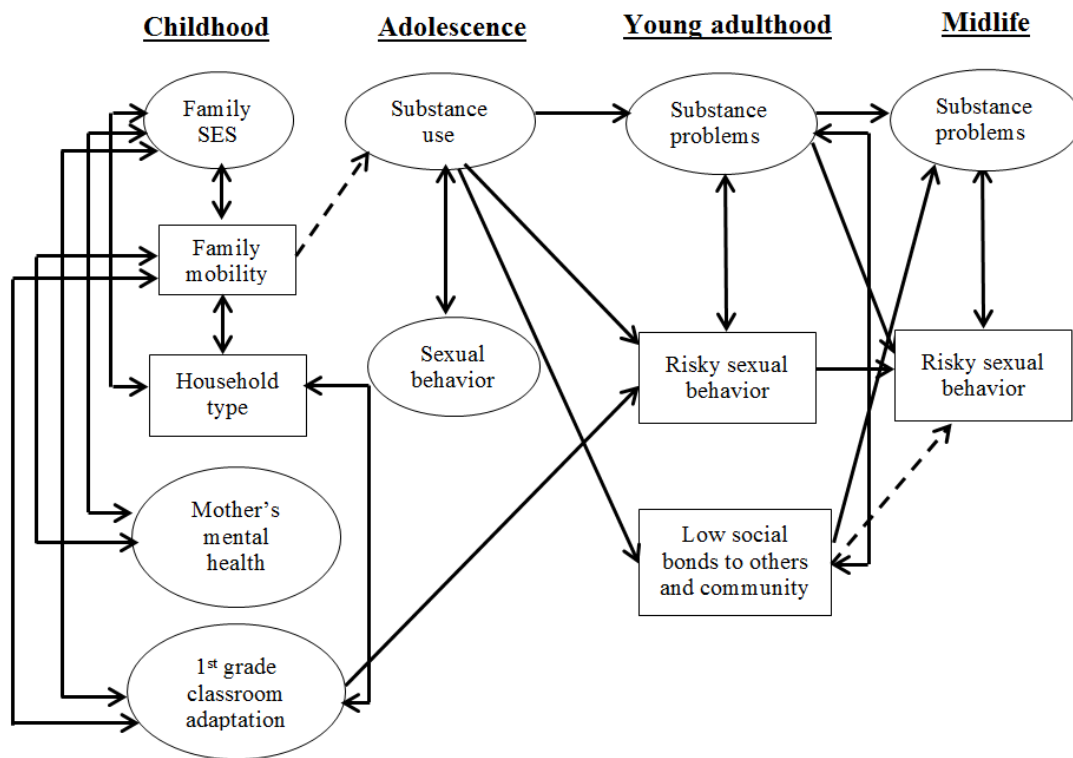 Childhood
Adolescence
Young adulthood
Midlife
Family
SES
Substance
use
Substance
problems
Substance
problems
Family
mobility
Household
type
Sexual
behavior
Risky sexual
behavior
Risky sexual
behavior
Mother’s
mental
health
Low social
bonds to others
and community
1st grade
classroom
adaptation